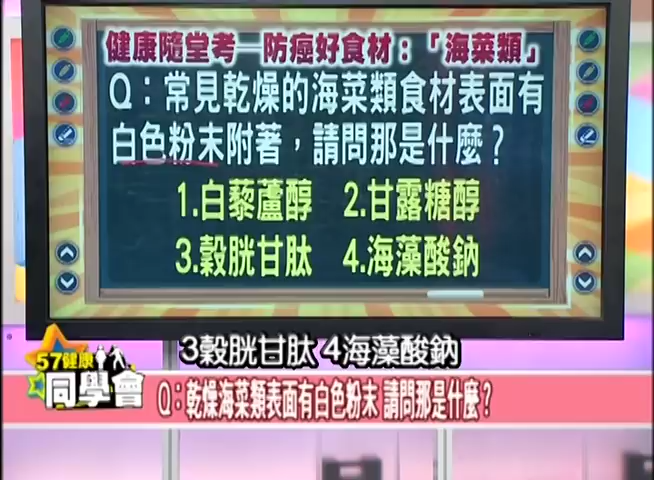 健康隨堂考—防癌好食材：「海菜類」
Q：常見乾燥的海菜類食材表面有
白色粉末附著，請問那是什麼？
1.白藜蘆醇 2.甘露糖醇
3.穀胱甘肽 4.海藻酸鈉
3穀胱甘肽 4海藻酸鈉
57健康
同學會
Q：乾燥海菜類表面有白色粉末 請問那是什麼？